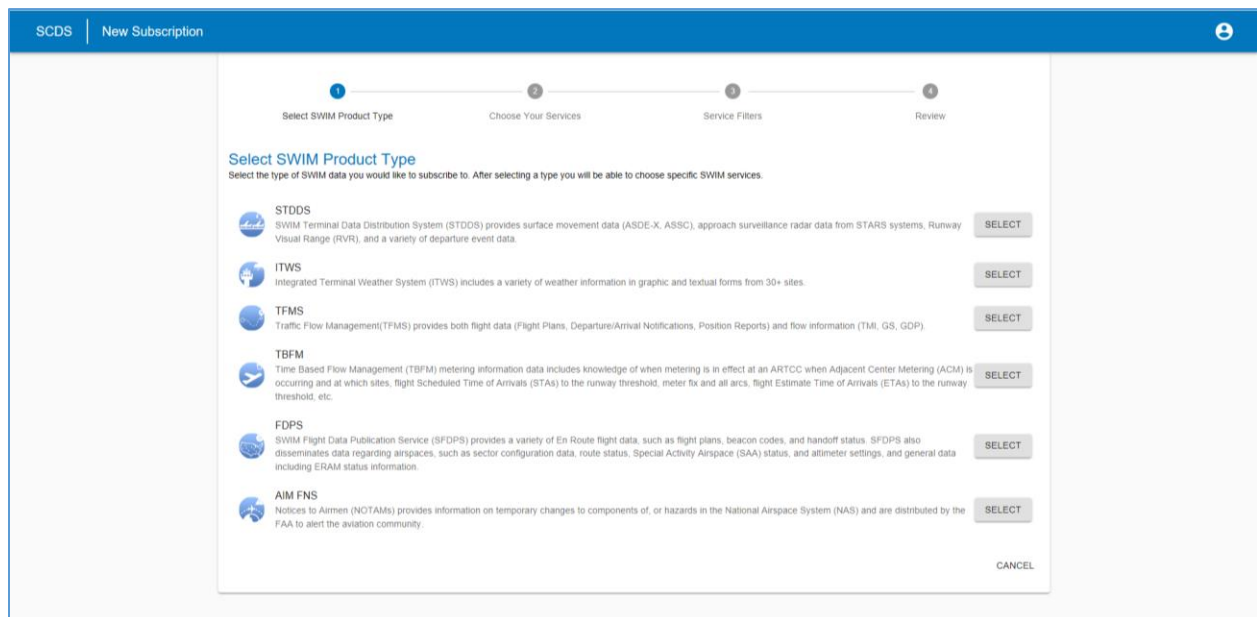 SCDS New Subscription
1 2 3 4
Select SWIM Product Type Choose Your Services Service Filters Review
Select SWIM Product Type
Select the type of SWIM data you would like to subscribe to. After selecting a type you will be able to choose specific SWIM services.
STDDS
SWIM Terminal Data Distribution System (STDDS) provides surface movement data (ASDE-X, ASSC), approach surveillance radar data from STARS systems, Runway
Visual Range (RVR), and a variety of departure event data.
SELECT
ITWS
Integrated Terminal Weather System (ITWS) includes a variety of weather information in graphic and textual forms from 30+ sites.
SELECT
TFMS
Traffic Flow Management(TFMS) provides both flight data (Flight Plans, Departure/Arrival Notifications, Position Reports) and flow information (TMI, GS, GDP).
SELECT
TBFM
Time Based Flow Management (TBFM) metering information data includes knowledge of when metering is in effect at an ARTCC when Adjacent Center Metering (ACM) is
occurring and at which sites, flight Scheduled Time of Arrivals (STAs) to the runway threshold, meter fix and all arcs, flight Estimate Time of Arrivals (ETAs) to the runway
threshold, etc.
SELECT
FDPS
SWIM Flight Data Publication Service (SFDPS) provides a variety of En Route flight data, such as flight plans, beacon codes, and handoff status. SFDPS also
disseminates data regarding airspaces, such as sector configuration data, route status, Special Activity Airspace (SAA) status, and altimeter settings, and general data
including ERAM status information.
SELECT
AIM FNS
Notices to Airmen (NOTAMs) provides information on temporary changes to components of, or hazards in the National Airspace System (NAS) and are distributed by the
FAA to alert the aviation community.
SELECT
CANCEL